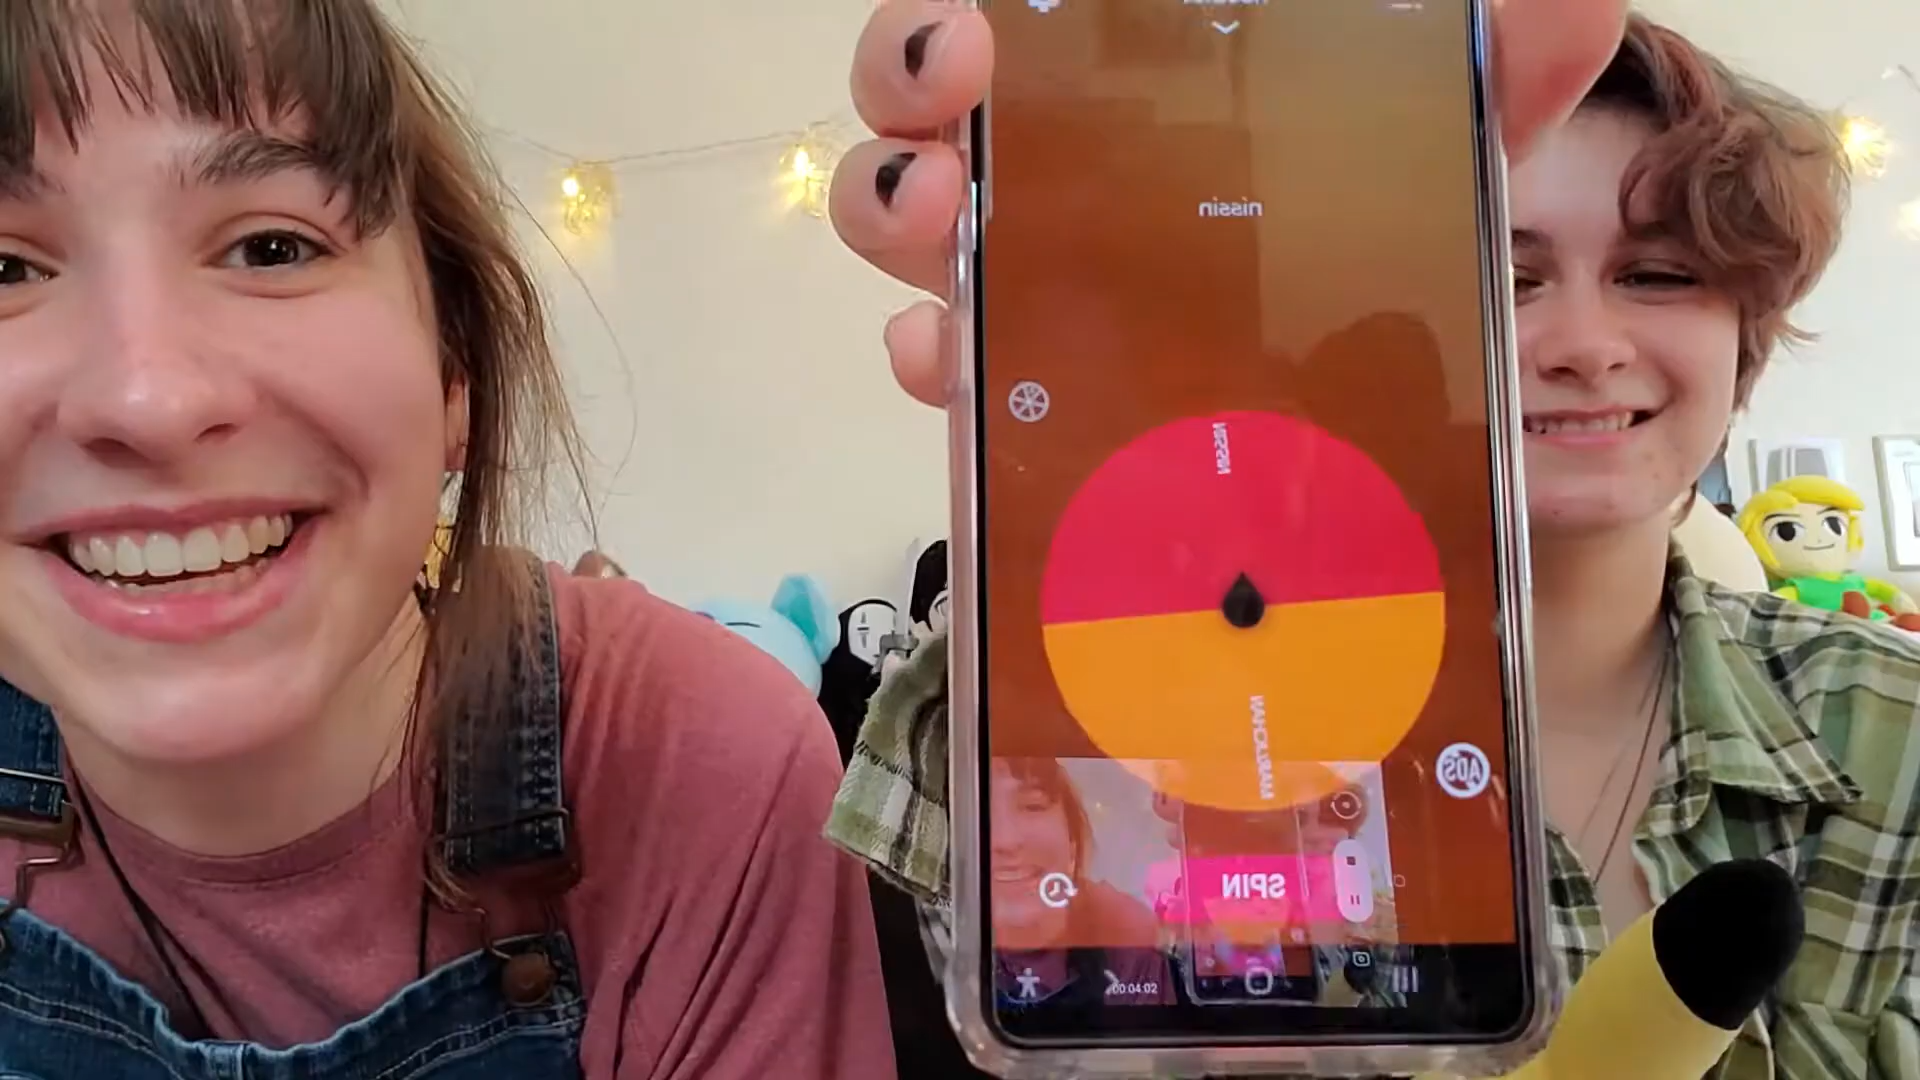 nissin
NISSIN
MARUCHAN
ADS
SPIN
00:04:02